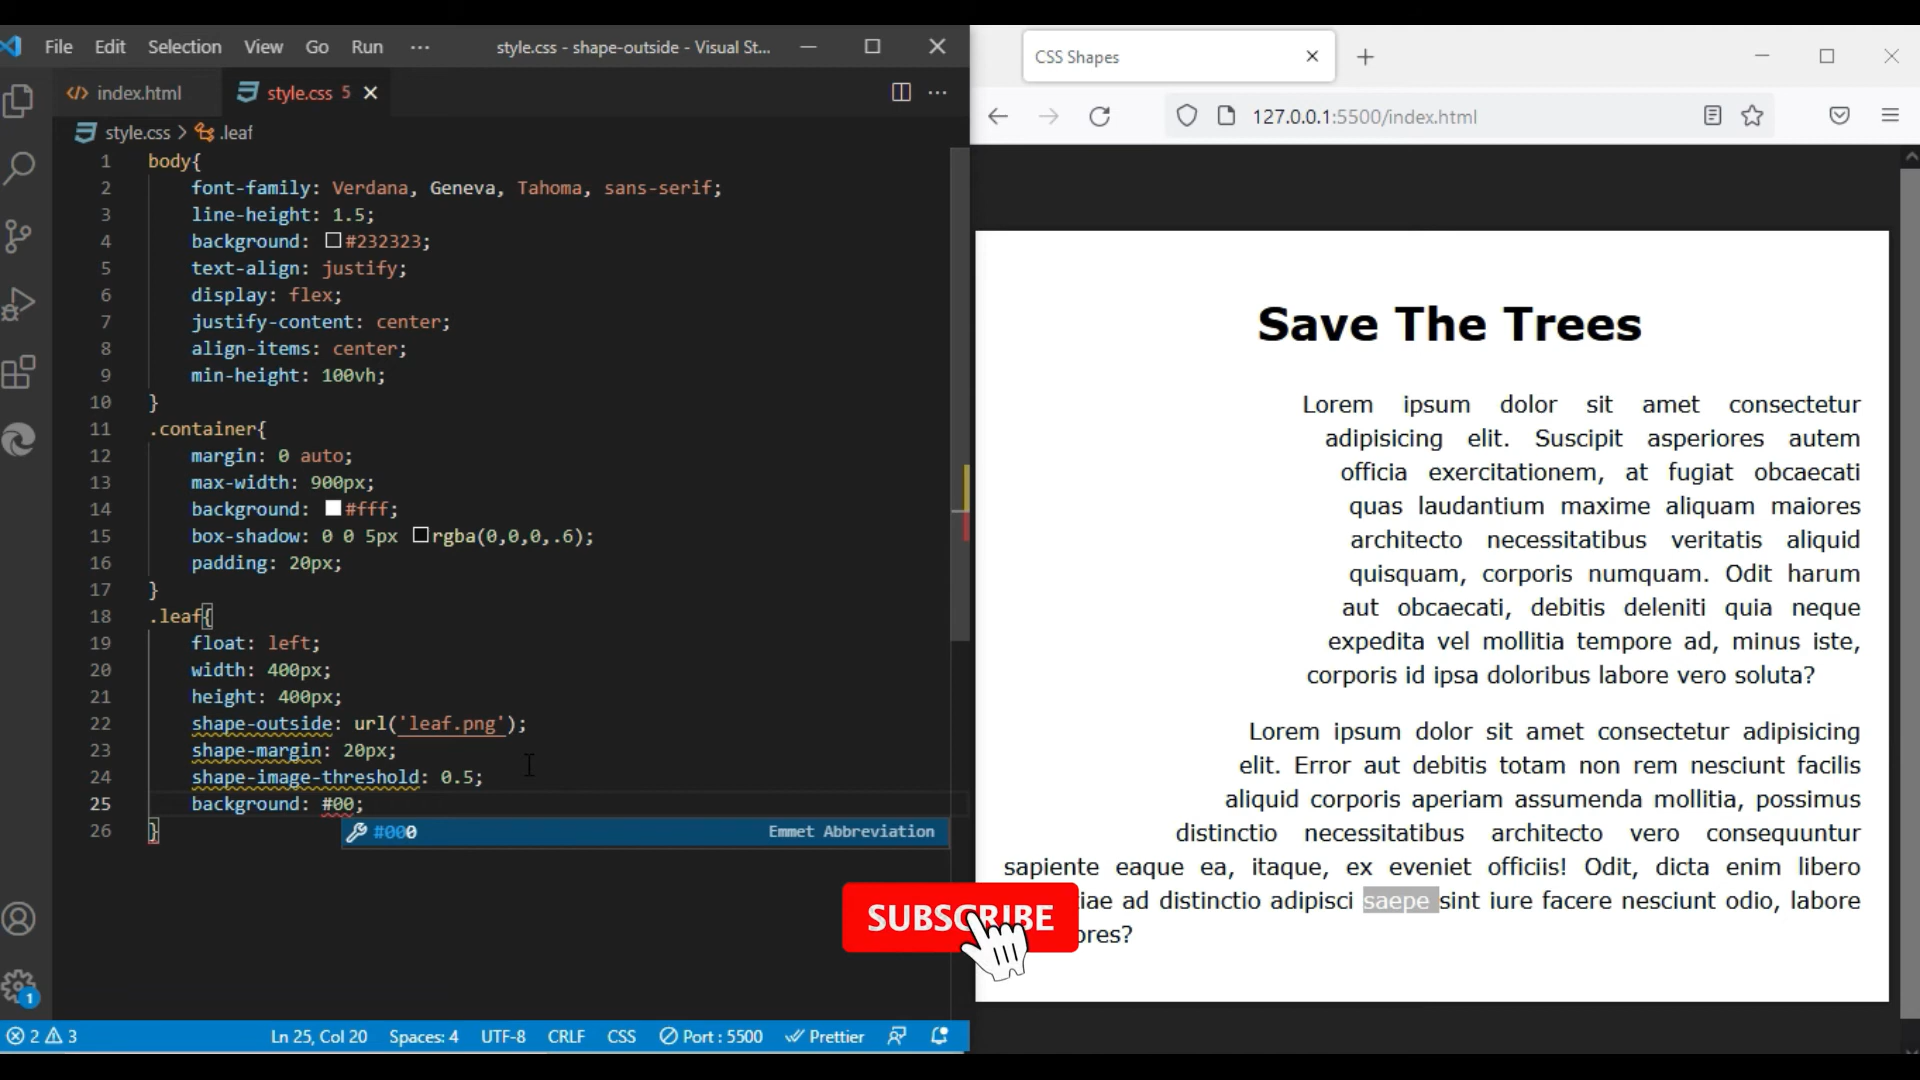 File Edit Selection View Go Run ··· style.css - shape-outside - Visual St...
index.html style.css 5
style.css > .leaf
1 body{
2 font-family: Verdana, Geneva, Tahoma, sans-serif;
3 line-height: 1.5;
4 background: #232323;
5 text-align: justify;
6 display: flex;
7 justify-content: center;
8 align-items: center;
9 min-height: 100vh;
10 }
11 .container{
12 margin: 0 auto;
13 max-width: 900px;
14 background: #fff;
15 box-shadow: 0 0 5px rgba(0,0,0,.6);
16 padding: 20px;
17 }
18 .leaf{
19 float: left;
20 width: 400px;
21 height: 400px;
22 shape-outside: url('leaf.png');
23 shape-margin: 20px;
24 shape-image-threshold: 0.5;
25 background: #00;
26 }
#000 Emmet Abbreviation
1
2 3 Ln 25, Col 20 Spaces: 4 UTF-8 CRLF CSS Port : 5500 Prettier
CSS Shapes
127.0.0.1:5500/index.html
Save The Trees
Lorem ipsum dolor sit amet consectetur
adipisicing elit. Suscipit asperiores autem
officia exercitationem, at fugiat obcaecati
quas laudantium maxime aliquam maiores
architecto necessitatibus veritatis aliquid
quisquam, corporis numquam. Odit harum
aut obcaecati, debitis deleniti quia neque
expedita vel mollitia tempore ad, minus iste,
corporis id ipsa doloribus labore vero soluta?
Lorem ipsum dolor sit amet consectetur adipisicing
elit. Error aut debitis totam non rem nesciunt facilis
aliquid corporis aperiam assumenda mollitia, possimus
distinctio necessitatibus architecto vero consequuntur
sapiente eaque ea, itaque, ex eveniet officiis! Odit, dicta enim libero
iae ad distinctio adipisci saepe sint iure facere nesciunt odio, labore
ores?
SUBSCRIBE